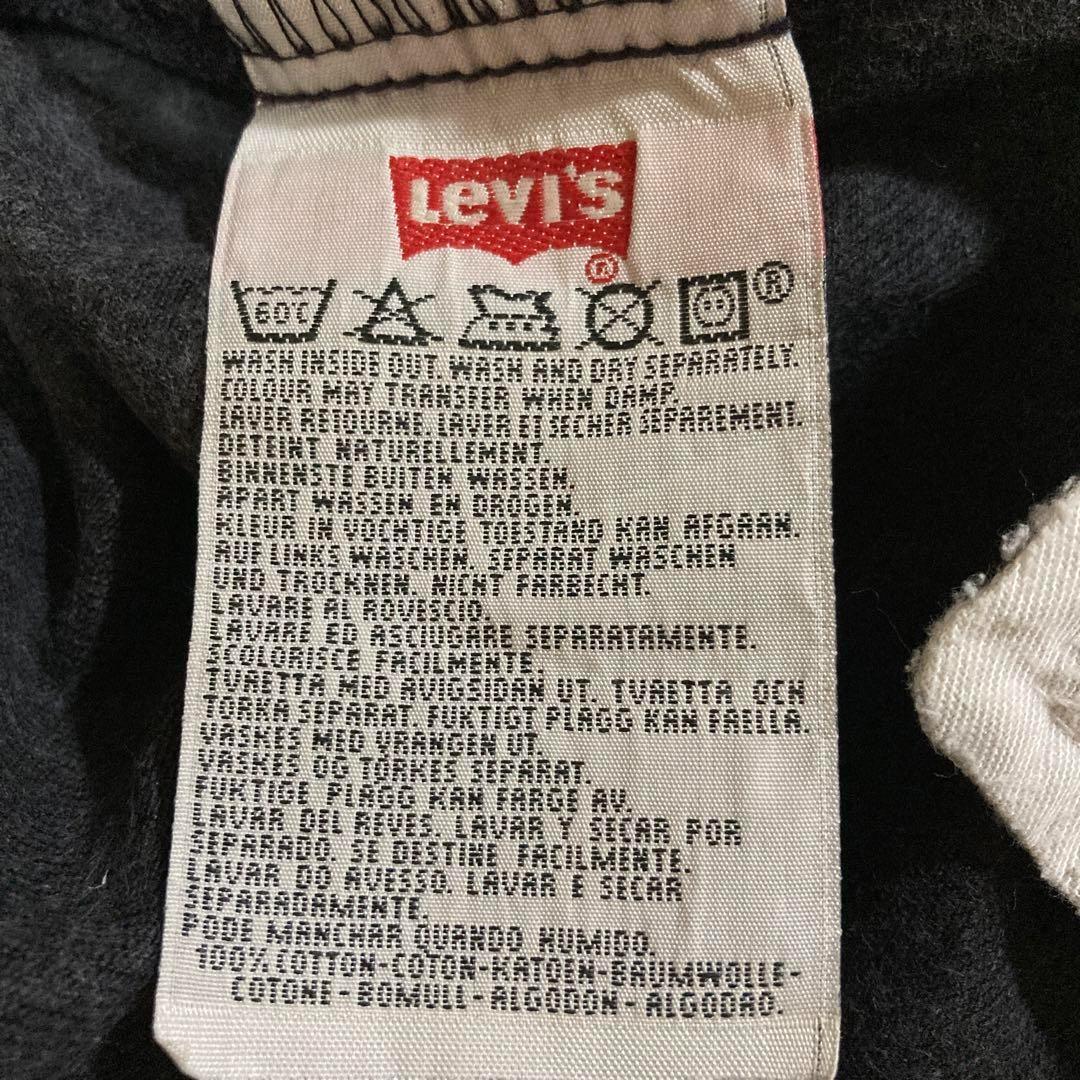 Levi's
®
60C
®
WASH INSIDE OUT. WASH AND DRY SEPARATELY.
COLOUR MAY TRANSFER WHEN DAMP.
LAVER RETOURNE. LAVER ET SECHER SEPAREMENT.
DETEINT NATURELLEMENT.
BINNENSTE BUITEN WASSEN.
APART WASSEN EN DROGEN.
KLEUR IN VOCHTIGE TOESTAND KAN AFGAAN.
AUF LINKS WASCHEN. SEPARAT WASCHEN
UND TROCKNEN. NICHT FARBECHT.
LAVARE AL ROVESCIO.
LAVARE ED ASCIUGARE SEPARATAMENTE.
SCOLORISCE FACILMENTE.
TVAETTA MED AVIGSIDAN UT. TVAETTA OCH
TORKA SEPARAT. FUKTIGT PLAGG KAN FAELLA.
VASKES MED VRANGEN UT.
VASKES OG TORKES SEPARAT.
FUKTIGE PLAGG KAN FARGE AV.
LAVAR DEL REVES. LAVAR Y SECAR POR
SEPARADO. SE DESTINE FACILMENTE.
LAVAR DO AVESSO. LAVAR E SECAR
SEPARADAMENTE.
PODE MANCHAR QUANDO HUMIDO.
100% COTTON-COTON-KATOEN-BAUMWOLLE-
COTONE-BOMULL-ALGODON-ALGODAO.